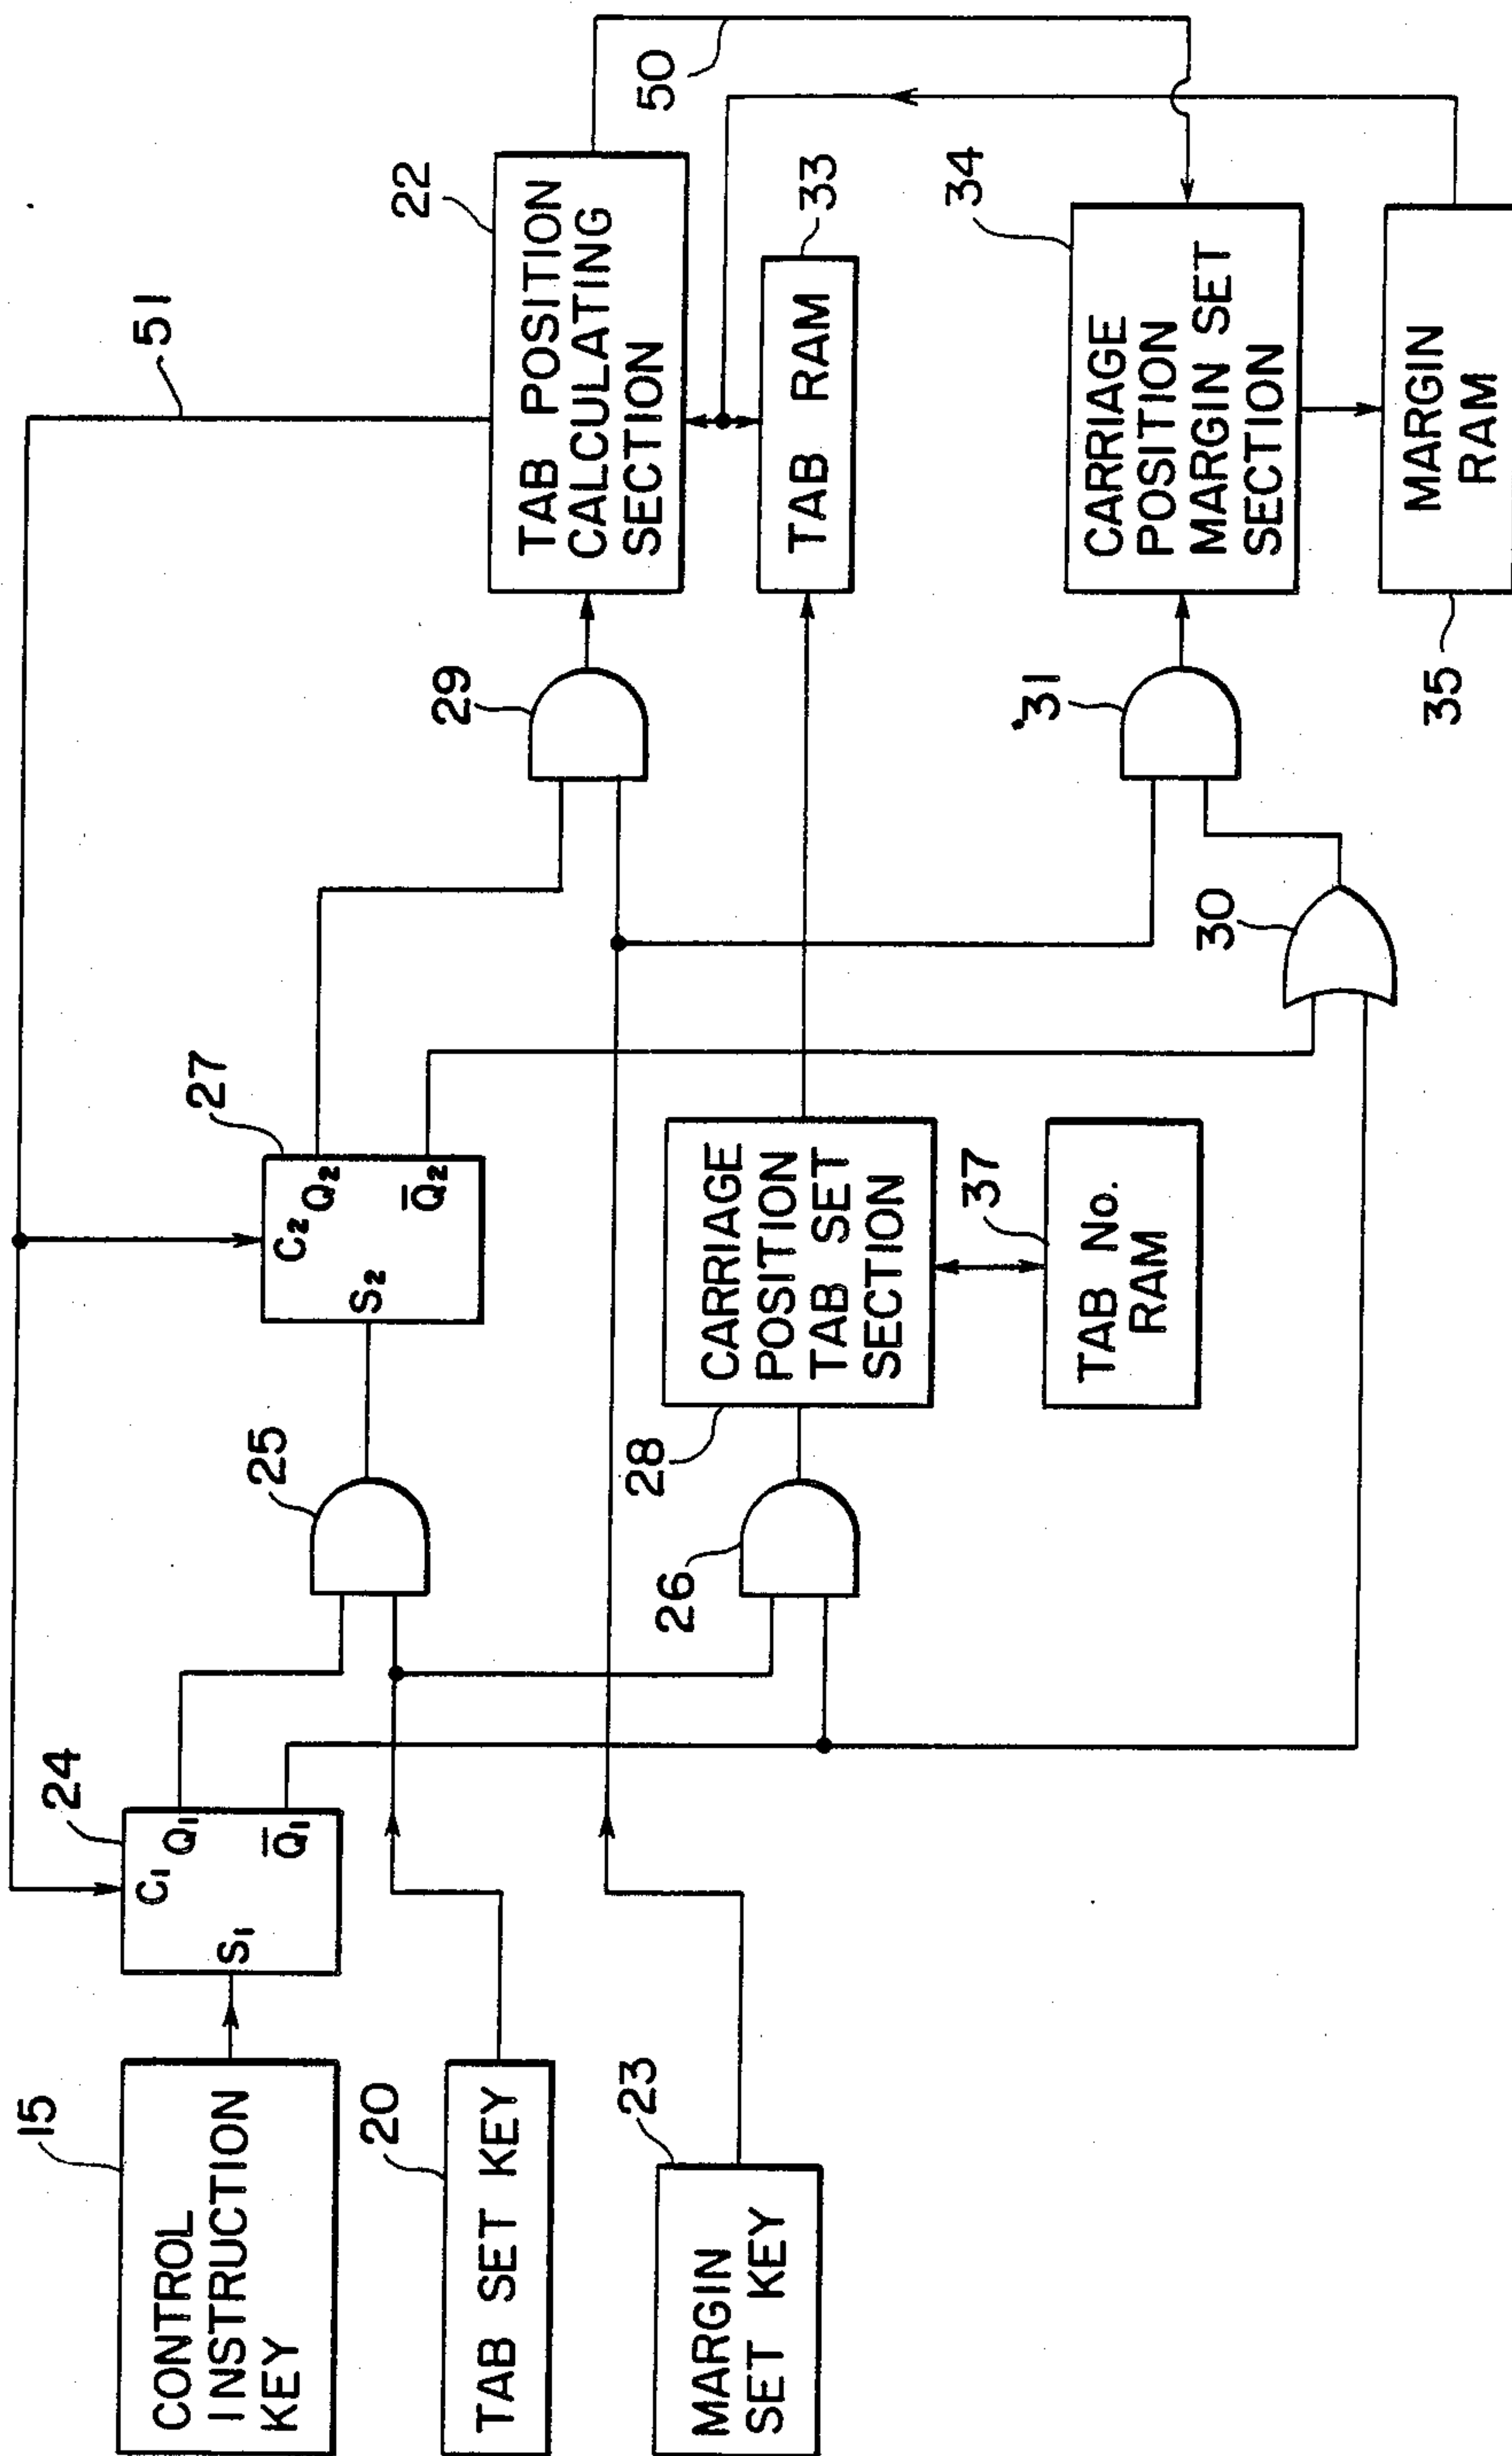 CONTROL
INSTRUCTION
KEY
15
TAB SET KEY
20
MARGIN
SET KEY
23
24
C1
Q1
S1
Q̄1
25
26
27
C2
Q2
S2
Q̄2
28
CARRIAGE
POSITION
TAB SET
SECTION
37
TAB No.
RAM
29
30
31
51
22
TAB POSITION
CALCULATING
SECTION
50
33
TAB RAM
34
CARRIAGE
POSITION
MARGIN SET
SECTION
35
MARGIN
RAM